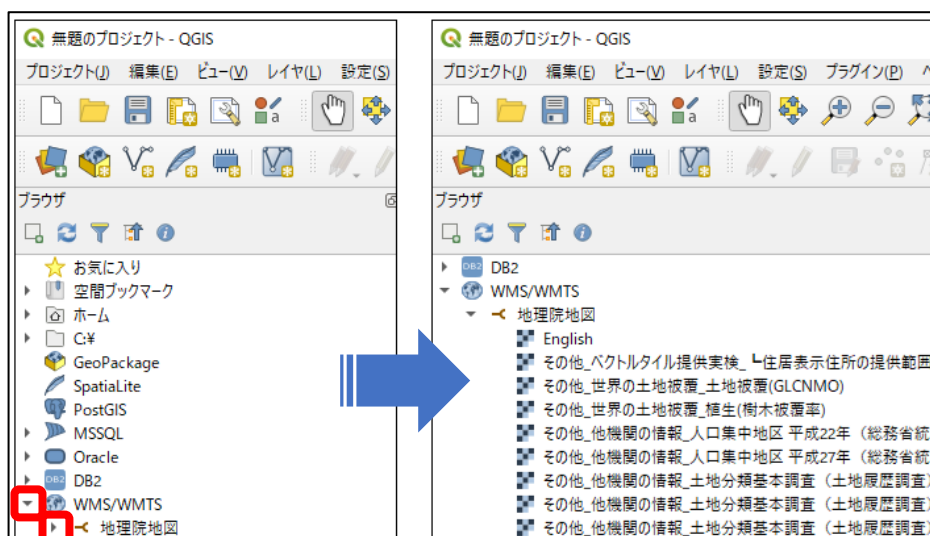 無題のプロジェクト - QGIS
プロジェクト(J) 編集(E) ビュー(V) レイヤ(L) 設定(S)
a
ブラウザ
お気に入り
空間ブックマーク
ホーム
C:¥
GeoPackage
SpatiaLite
PostGIS
MSSQL
Oracle
DB2 DB2
WMS/WMTS
地理院地図
無題のプロジェクト - QGIS
プロジェクト(J) 編集(E) ビュー(V) レイヤ(L) 設定(S) プラグイン(P)
a
ブラウザ
DB2 DB2
WMS/WMTS
地理院地図
English
その他_ベクトルタイル提供実検_┗住居表示住所の提供範囲
その他_世界の土地被覆_土地被覆(GLCNMO)
その他_世界の土地被覆_植生(樹木被覆率)
その他_他機関の情報_人口集中地区 平成22年（総務省統
その他_他機関の情報_人口集中地区 平成27年（総務省統
その他_他機関の情報_土地分類基本調査（土地履歴調査）
その他_他機関の情報_土地分類基本調査（土地履歴調査）
その他_他機関の情報_土地分類基本調査（土地履歴調査）